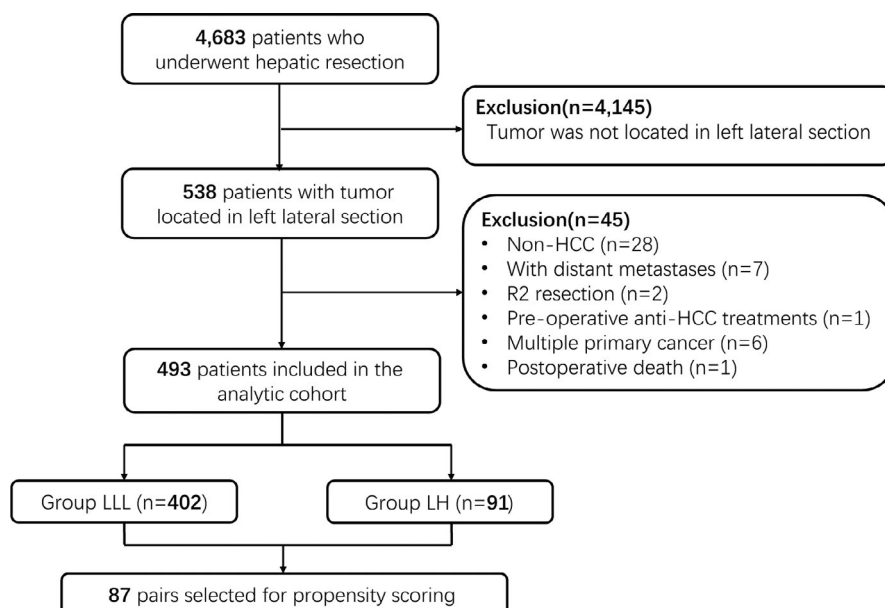 4,683 patients who
underwent hepatic resection
Exclusion(n=4,145)
Tumor was not located in left lateral section
538 patients with tumor
located in left lateral section
Exclusion(n=45)
• Non-HCC (n=28)
• With distant metastases (n=7)
• R2 resection (n=2)
• Pre-operative anti-HCC treatments (n=1)
• Multiple primary cancer (n=6)
• Postoperative death (n=1)
493 patients included in the
analytic cohort
Group LLL (n=402)
Group LH (n=91)
87 pairs selected for propensity scoring